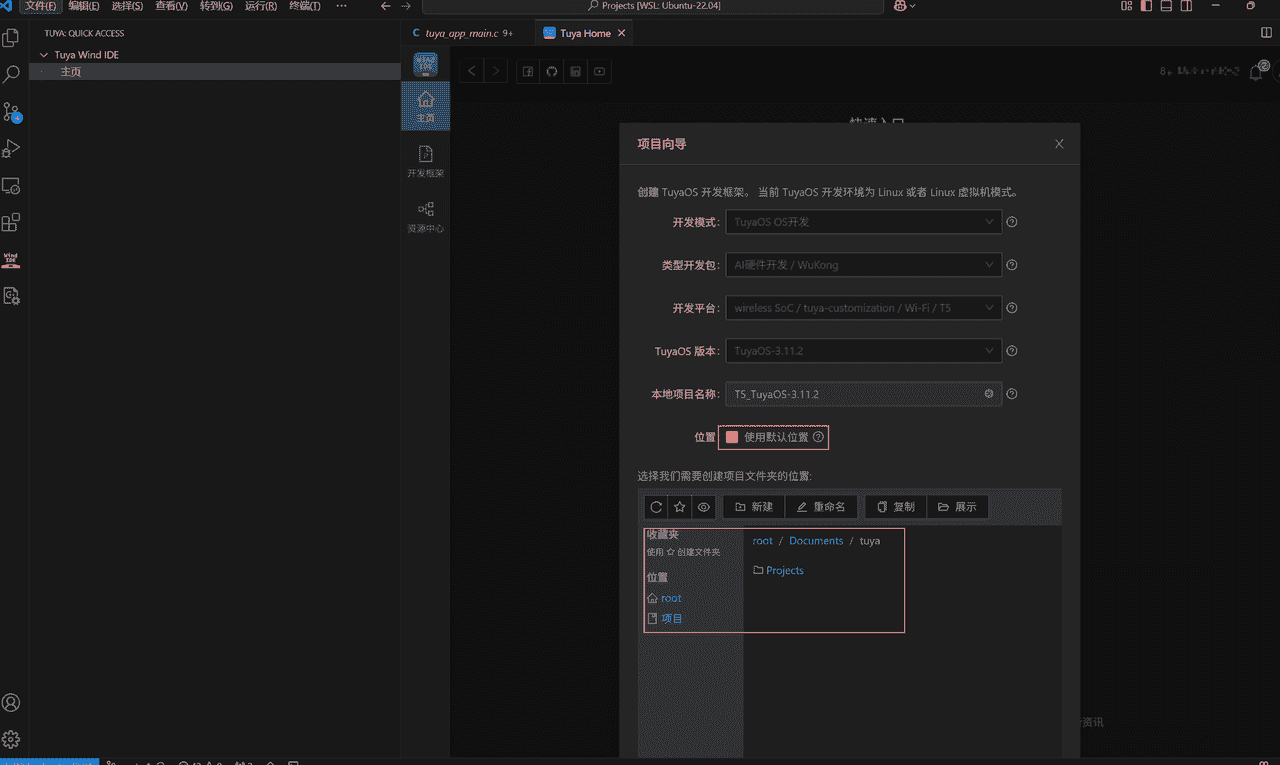 文件(F) 编辑(E) 选择(S) 查看(V) 转到(G) 运行(R) 终端(T) ··· Projects [WSL: Ubuntu-22.04]
TUYA: QUICK ACCESS
Tuya Wind IDE
主页
tuya_app_main.c 9+
Tuya Home
WIND IDE
主页
开发框架
资源中心
快速入口
项目向导
创建 TuyaOS 开发框架。 当前 TuyaOS 开发环境为 Linux 或者 Linux 虚拟机模式。
开发模式: TuyaOS OS开发
类型开发包: AI硬件开发 / WuKong
开发平台: wireless SoC / tuya-customization / Wi-Fi / T5
TuyaOS 版本: TuyaOS-3.11.2
本地项目名称: T5_TuyaOS-3.11.2
位置 使用默认位置
选择我们需要创建项目文件夹的位置:
新建 重命名 复制 展示
收藏夹
使用 ☆ 创建文件夹
位置
root
项目
root / Documents / tuya
Projects
资讯